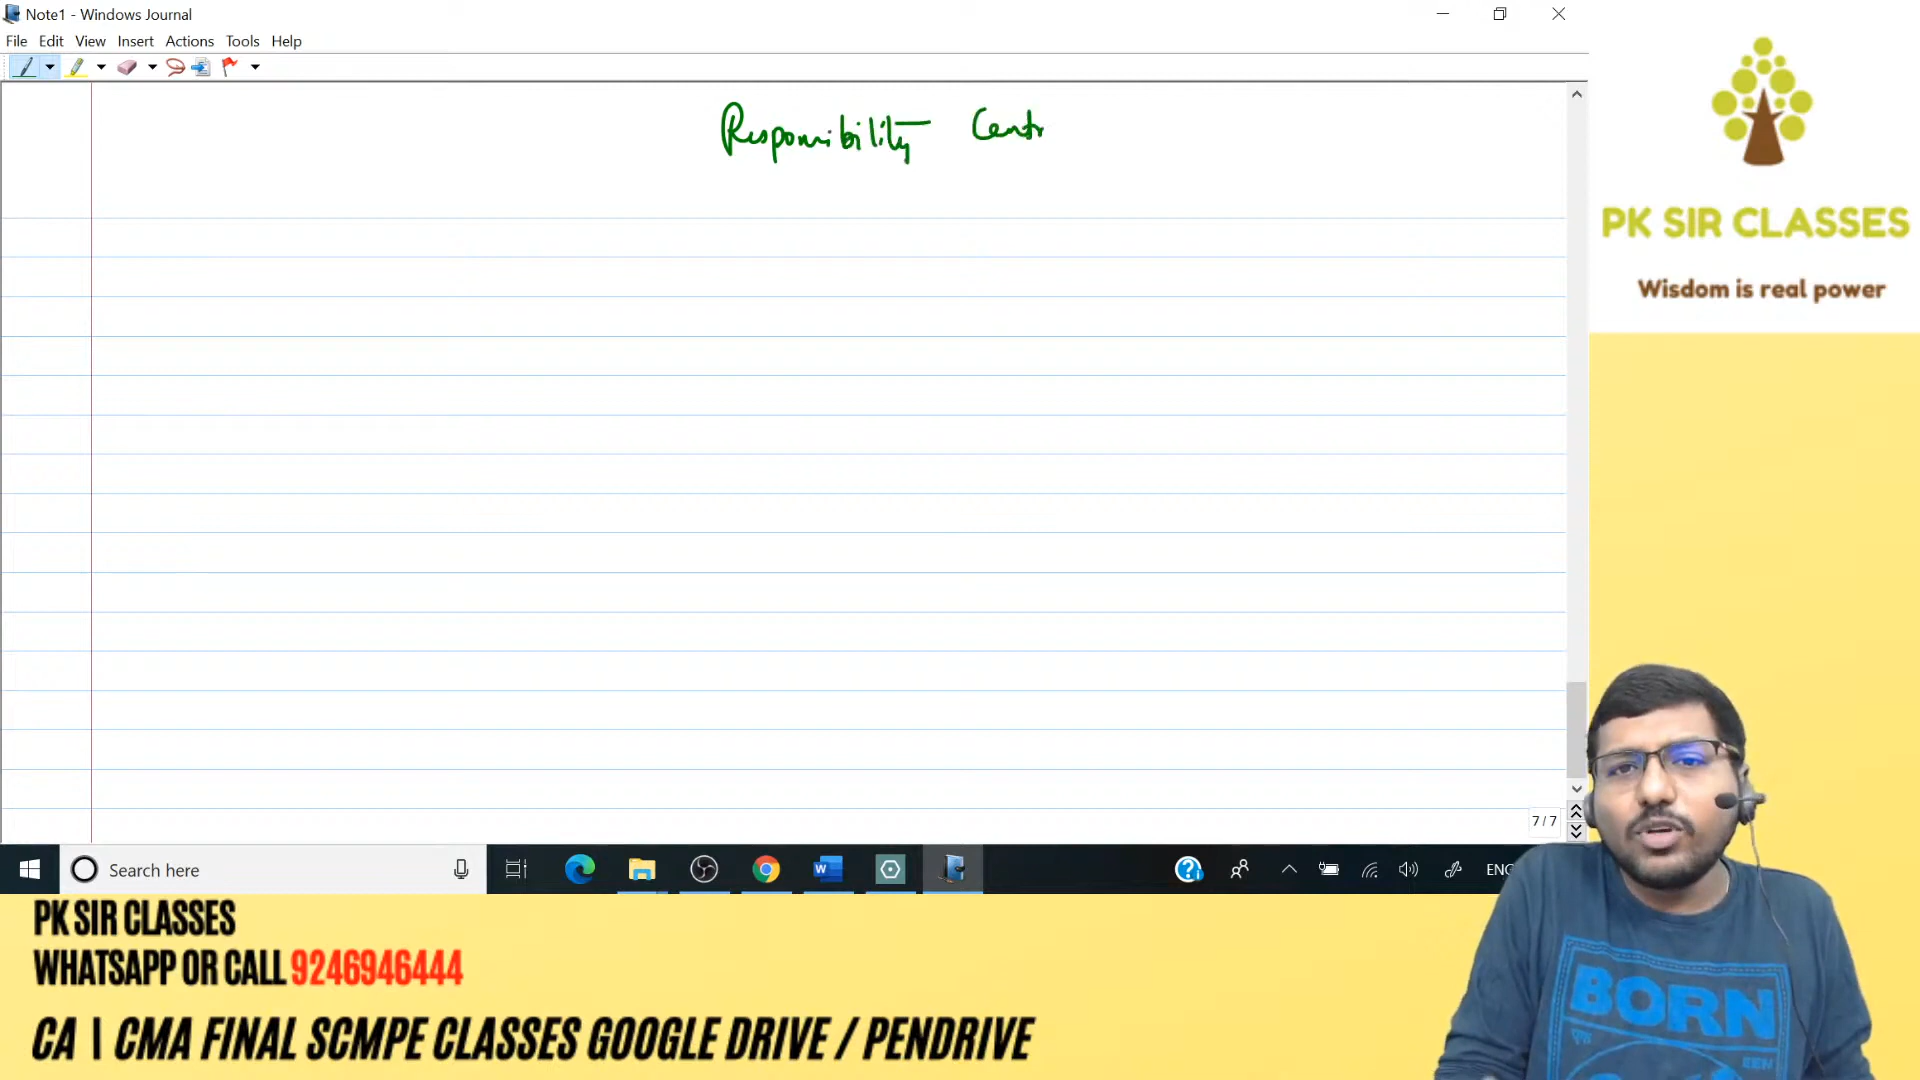 Note1 - Windows Journal
File Edit View Insert Actions Tools Help
Responsibility Centr
PK SIR CLASSES
Wisdom is real power
7 / 7
Search here
ENG
PK SIR CLASSES
WHATSAPP OR CALL 9246946444
CA \ CMA FINAL SCMPE CLASSES GOOGLE DRIVE / PENDRIVE
BORN